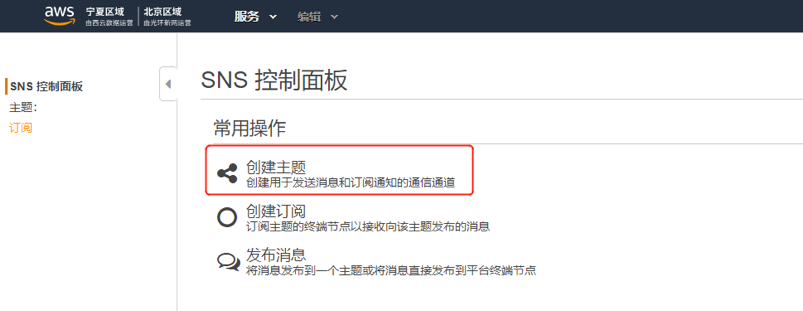 aws 宁夏区域 北京区域 服务 编辑
由西云数据运营 由光环新网运营
SNS 控制面板
主题:
订阅
SNS 控制面板
常用操作
创建主题
创建用于发送消息和订阅通知的通信通道
创建订阅
订阅主题的终端节点以接收向该主题发布的消息
发布消息
将消息发布到一个主题或将消息直接发布到平台终端节点